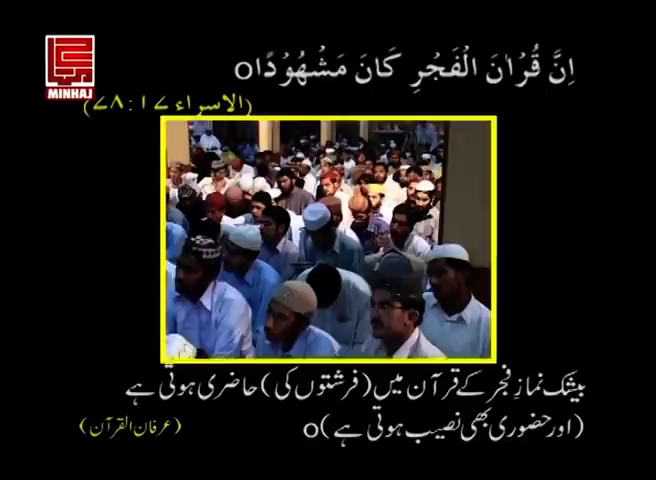 MINHAJ
اِنَّ قُرْاٰنَ الْفَجْرِ كَانَ مَشْهُوْدًاo
(الاسراء ۱۷:۷۸)
بیشک نمازِ فجر کے قرآن میں (فرشتوں کی) حاضری ہوتی ہے
(اور حضوری بھی نصیب ہوتی ہے)o
(عرفان القرآن)